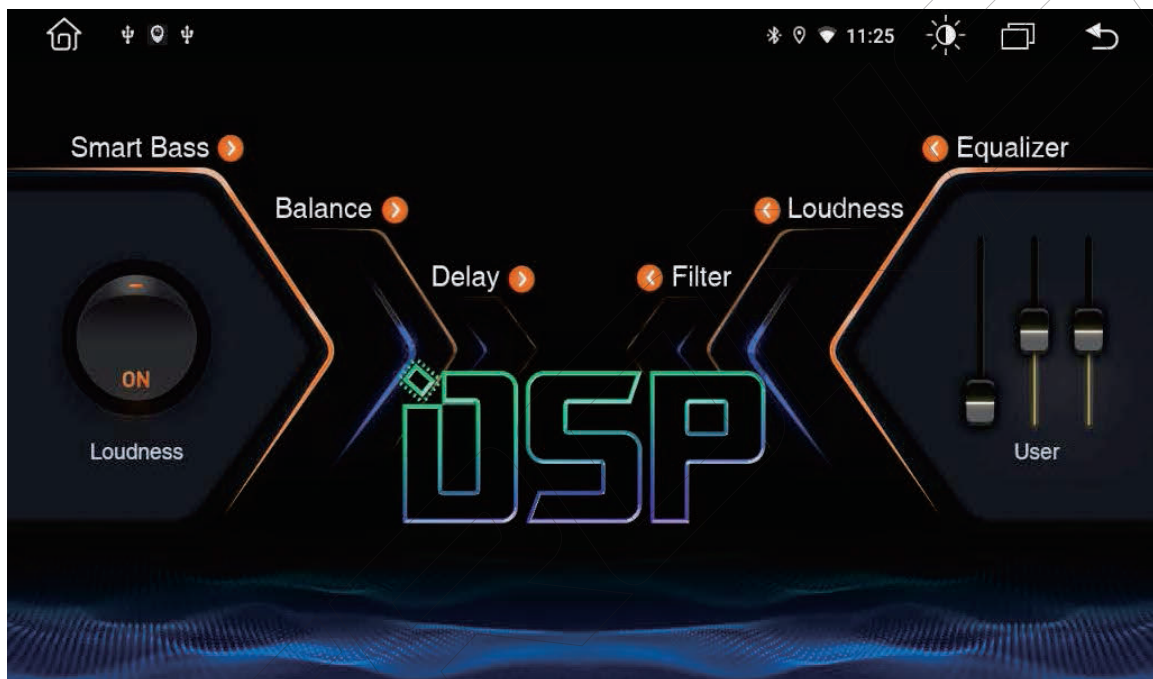 11:25
Smart Bass
Equalizer
Balance
Loudness
Delay
Filter
ON
DSP
Loudness
User